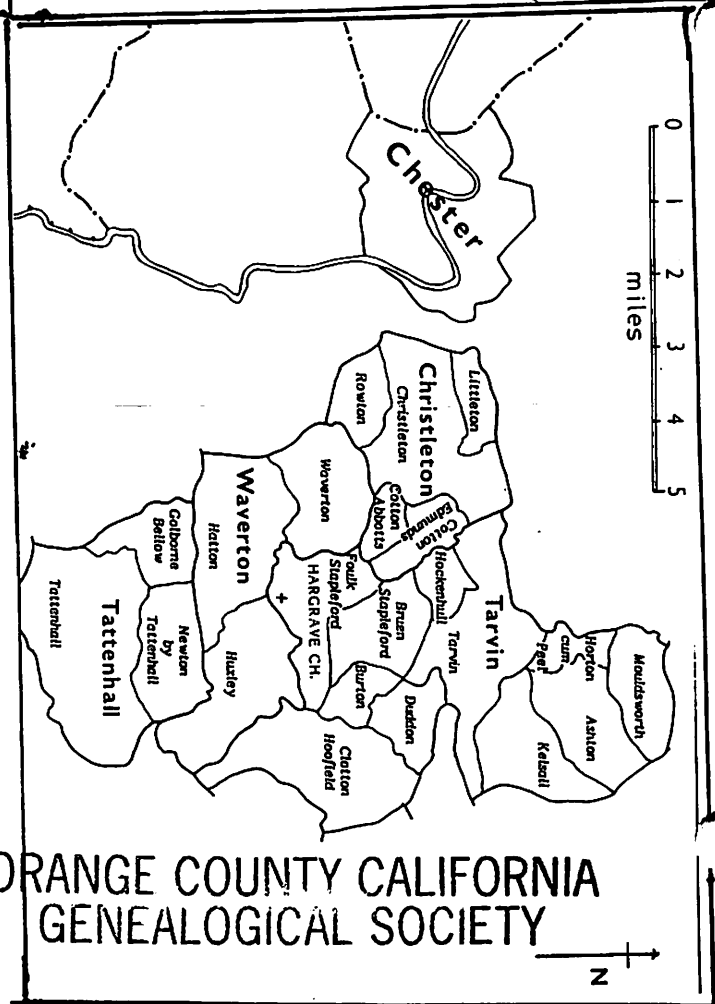 0 1 2 3 4 5
miles
Chester
Littleton
Christleton
Christleton
Rowton
Cotton
Edmunds
Cotton
Abbotts
Waverton
Waverton
Hatton
Golborne
Bellow
Foulk
Stapleford
HARGRAVE CH.
+
Bruen
Stapleford
Hockenhull
Tarvin
Tarvin
Mouldsworth
Horton
cum
Peel
Ashton
Kelsall
Duddon
Burton
Clotton
Hoofield
Huxley
Newton
by
Tattenhall
Tattenhall
Tattenhall
ORANGE COUNTY CALIFORNIA
GENEALOGICAL SOCIETY
N